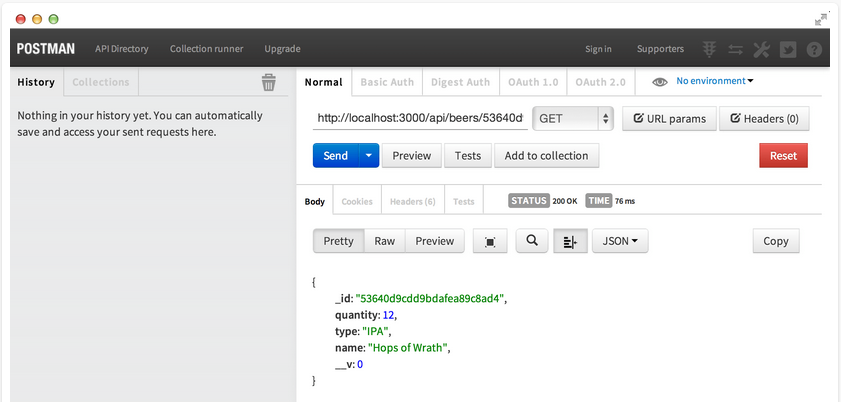 POSTMAN API Directory Collection runner Upgrade Sign in Supporters
History Collections
Nothing in your history yet. You can automatically
save and access your sent requests here.
Normal Basic Auth Digest Auth OAuth 1.0 OAuth 2.0 No environment
http://localhost:3000/api/beers/53640d GET URL params Headers (0)
Send Preview Tests Add to collection Reset
Body Cookies Headers (6) Tests STATUS 200 OK TIME 76 ms
Pretty Raw Preview JSON Copy
{
_id: "53640d9cdd9bdafea89c8ad4",
quantity: 12,
type: "IPA",
name: "Hops of Wrath",
__v: 0
}